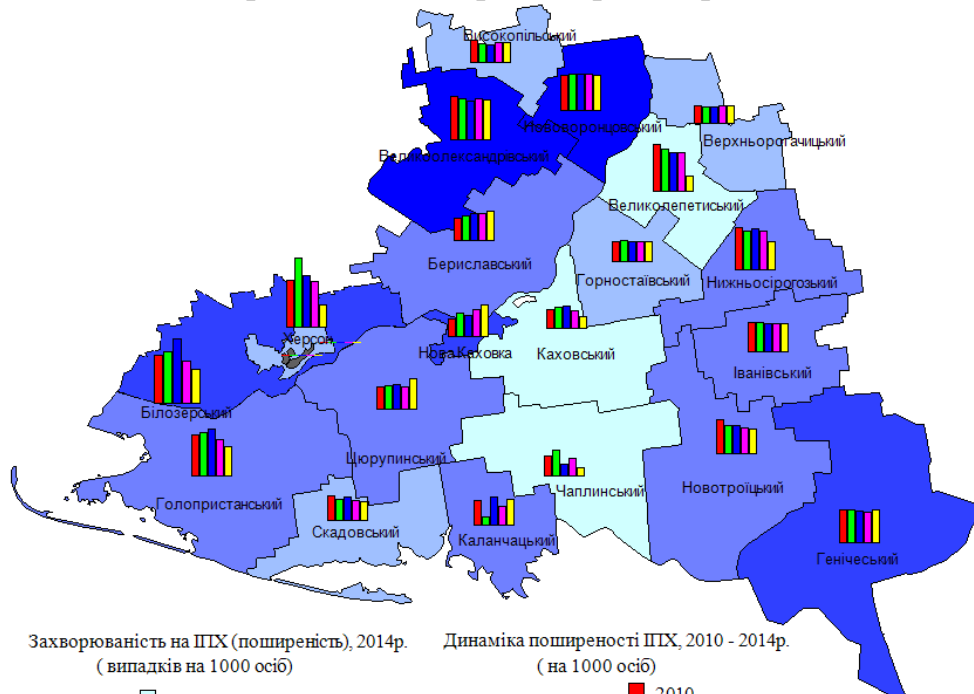 Високопільський
Нововоронцовський
Великоолександрівський
Верхньорогачицький
Великолепетиський
Бериславський
Горностаївський
Нижньосірогозький
Херсон
Нова Каховка
Каховський
Іванівський
Білозерський
Цюрупинський
Голопристанський
Чаплинський
Новотроїцький
Скадовський
Каланчацький
Генічеський
Захворюваність на ІПХ (поширеність), 2014р.
( випадків на 1000 осіб)
Динаміка поширеності ІПХ, 2010 - 2014р.
( на 1000 осіб)
2010